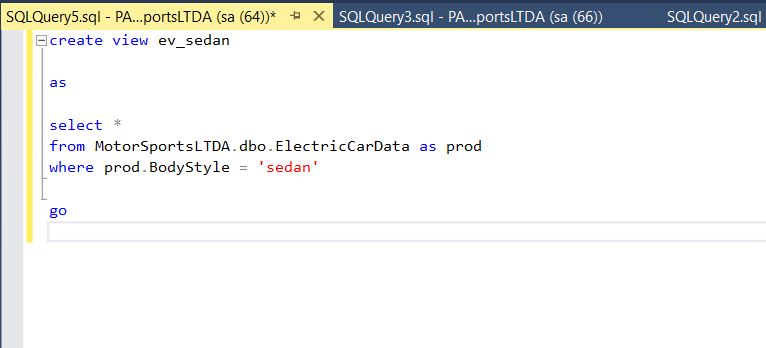 SQLQuery5.sql - PA...portsLTDA (sa (64))* SQLQuery3.sql - PA...portsLTDA (sa (66)) SQLQuery2.sql
create view ev_sedan
as
select *
from MotorSportsLTDA.dbo.ElectricCarData as prod
where prod.BodyStyle = 'sedan'
go